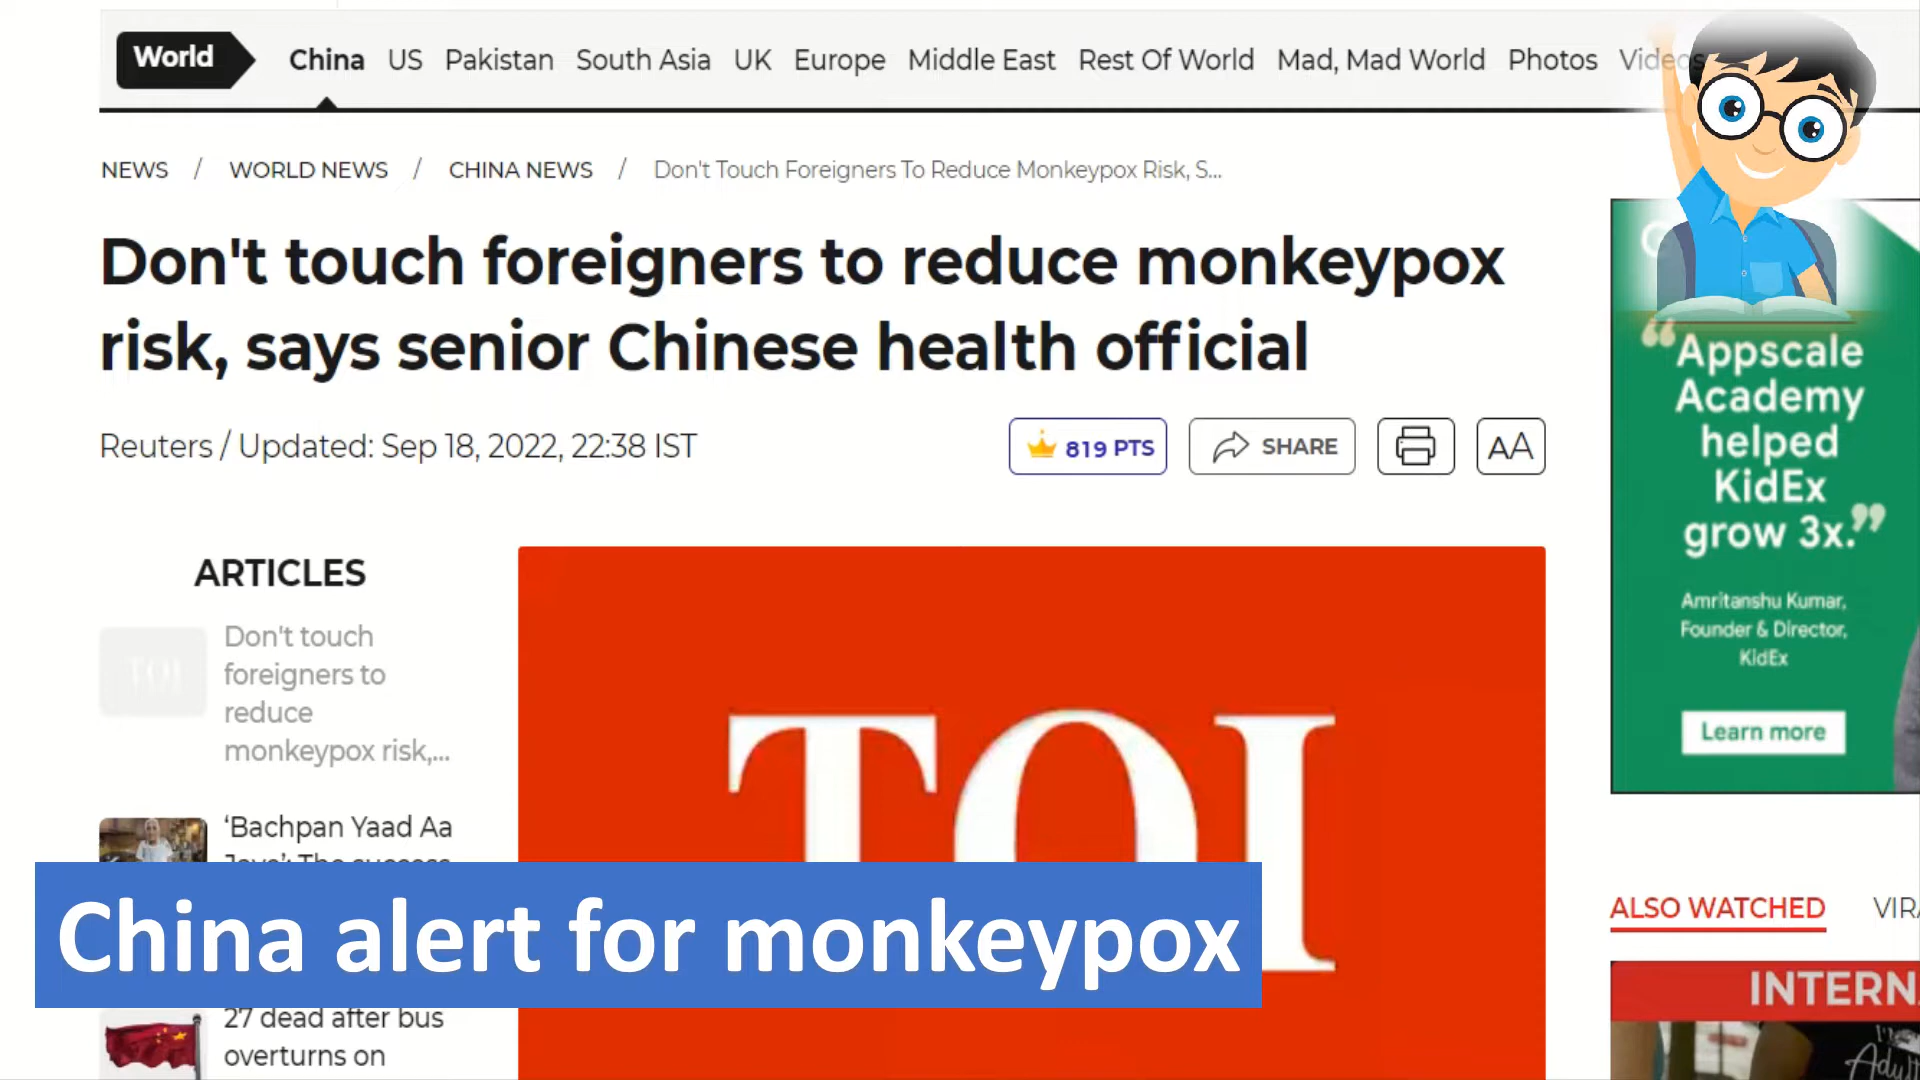 World China US Pakistan South Asia UK Europe Middle East Rest Of World Mad, Mad World Photos Videos
NEWS / WORLD NEWS / CHINA NEWS / Don't Touch Foreigners To Reduce Monkeypox Risk, S...
Don't touch foreigners to reduce monkeypox
risk, says senior Chinese health official
Reuters / Updated: Sep 18, 2022, 22:38 IST
819 PTS
SHARE
AA
ARTICLES
TOI
Don't touch
foreigners to
reduce
monkeypox risk,...
‘Bachpan Yaad Aa
TOI
China alert for monkeypox
27 dead after bus
overturns on
“Appscale
Academy
helped
KidEx
grow 3x.”
Amritanshu Kumar,
Founder & Director,
KidEx
Learn more
ALSO WATCHED